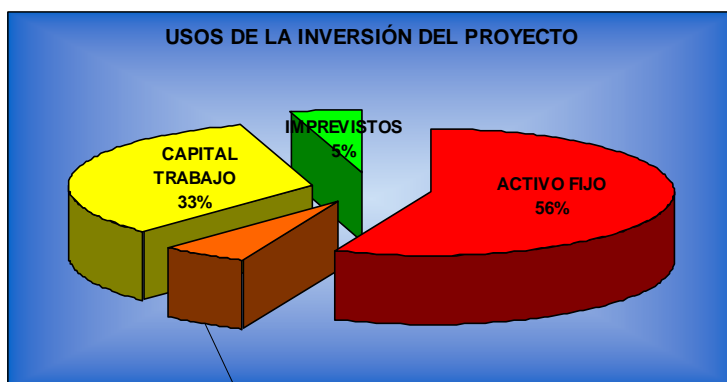 USOS DE LA INVERSIÓN DEL PROYECTO
IMPREVISTOS
5%
CAPITAL
TRABAJO
33%
ACTIVO FIJO
56%